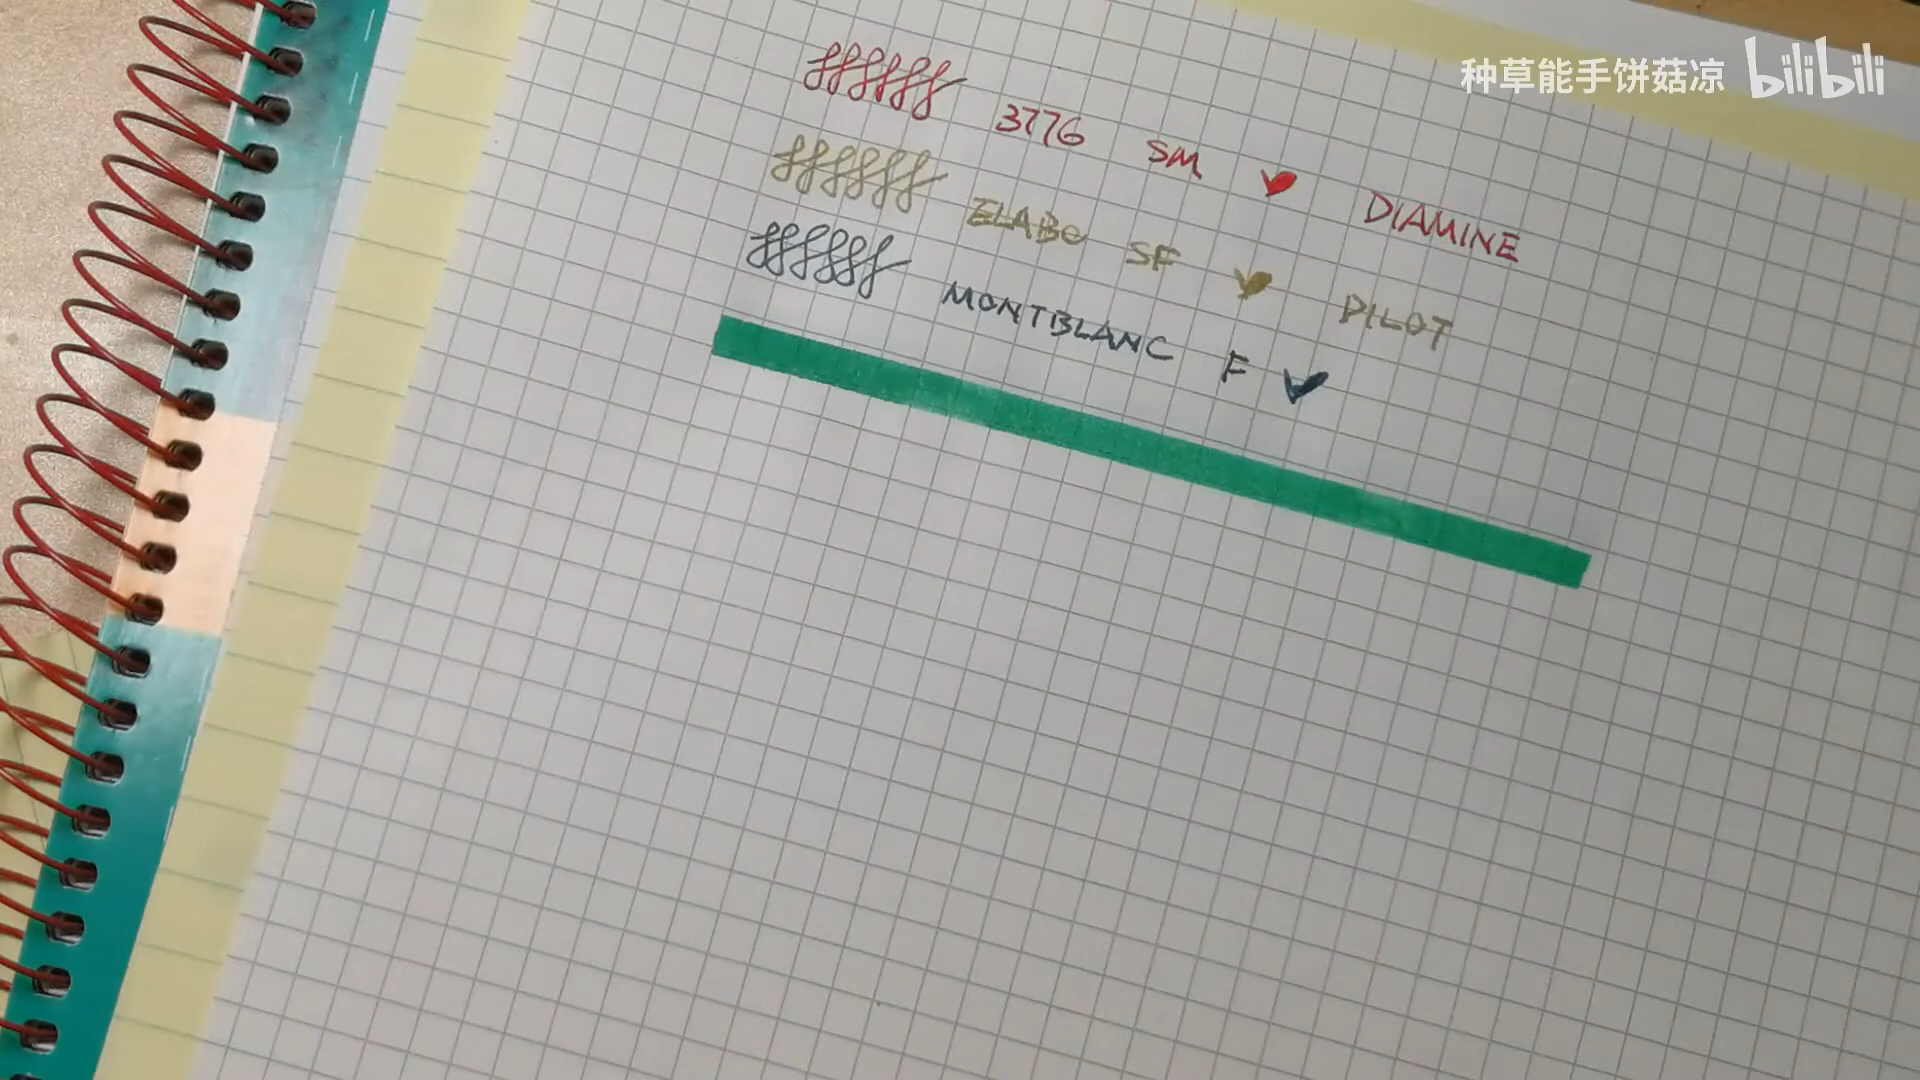 种草能手饼菇凉 bilibili
3776 SM DIAMINE
ELABO SF PILOT
MONTBLANC F